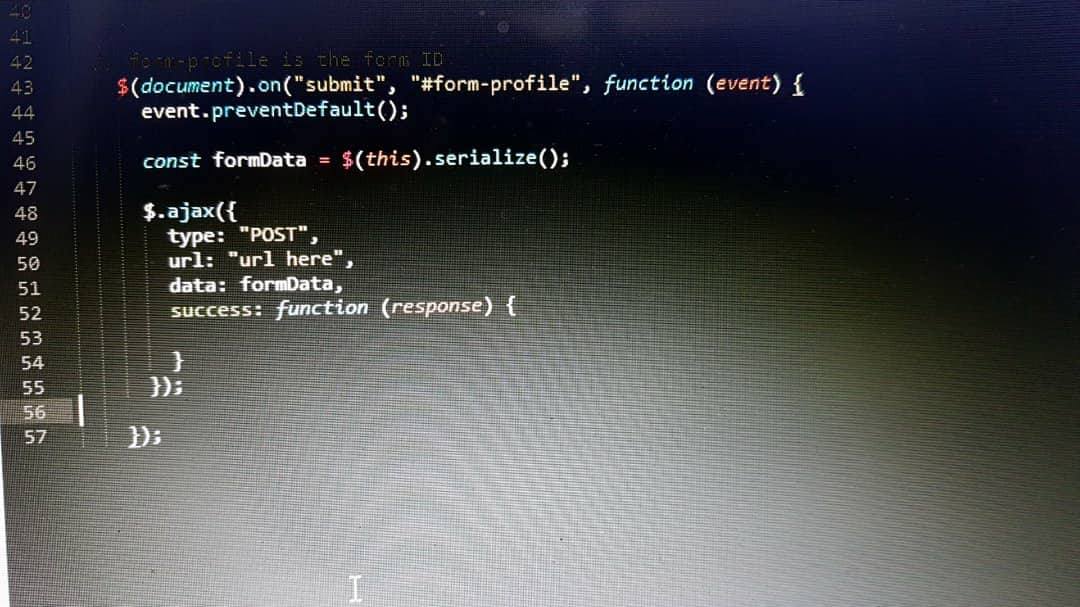 40
41
42 // form-profile is the form ID
43 $(document).on("submit", "#form-profile", function (event) {
44 event.preventDefault();
45
46 const formData = $(this).serialize();
47
48 $.ajax({
49 type: "POST",
50 url: "url here",
51 data: formData,
52 success: function (response) {
53
54 }
55 });
56
57 });